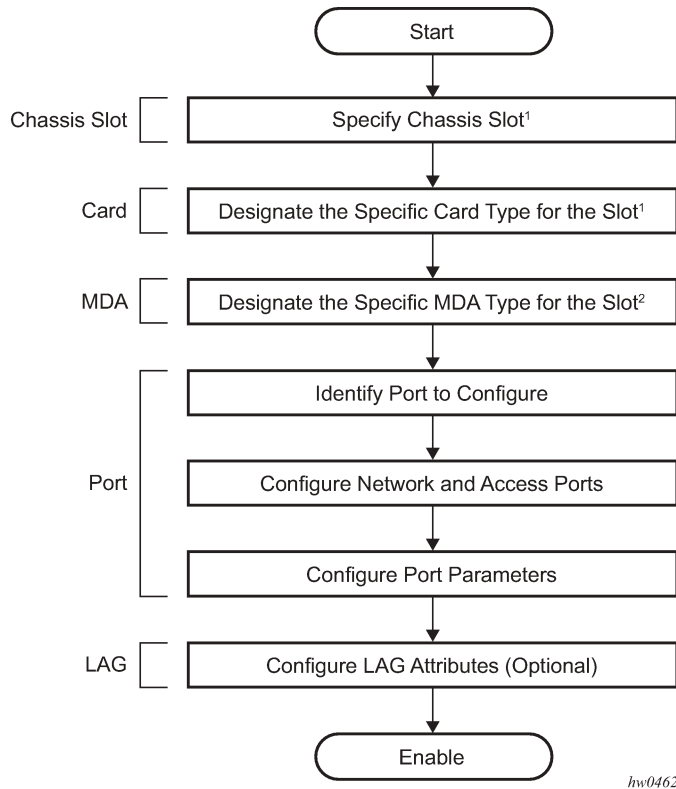 Start
Chassis Slot
Specify Chassis Slot¹
Card
Designate the Specific Card Type for the Slot¹
MDA
Designate the Specific MDA Type for the Slot²
Identify Port to Configure
Port
Configure Network and Access Ports
Configure Port Parameters
LAG
Configure LAG Attributes (Optional)
Enable
hw0462